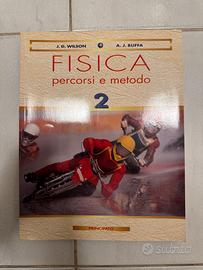 J. D. WILSON A. J. BUFFA
FISICA
percorsi e metodo
2
PRINCIPATO
subito